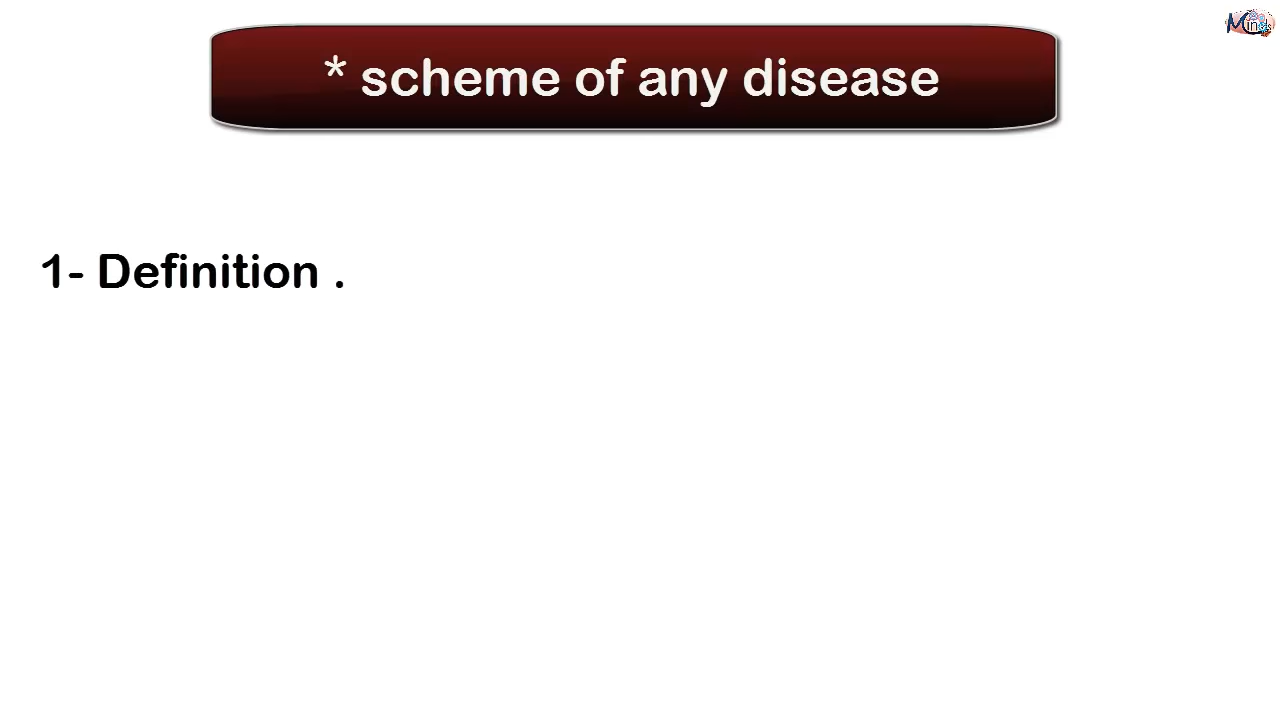 * scheme of any disease
1- Definition .